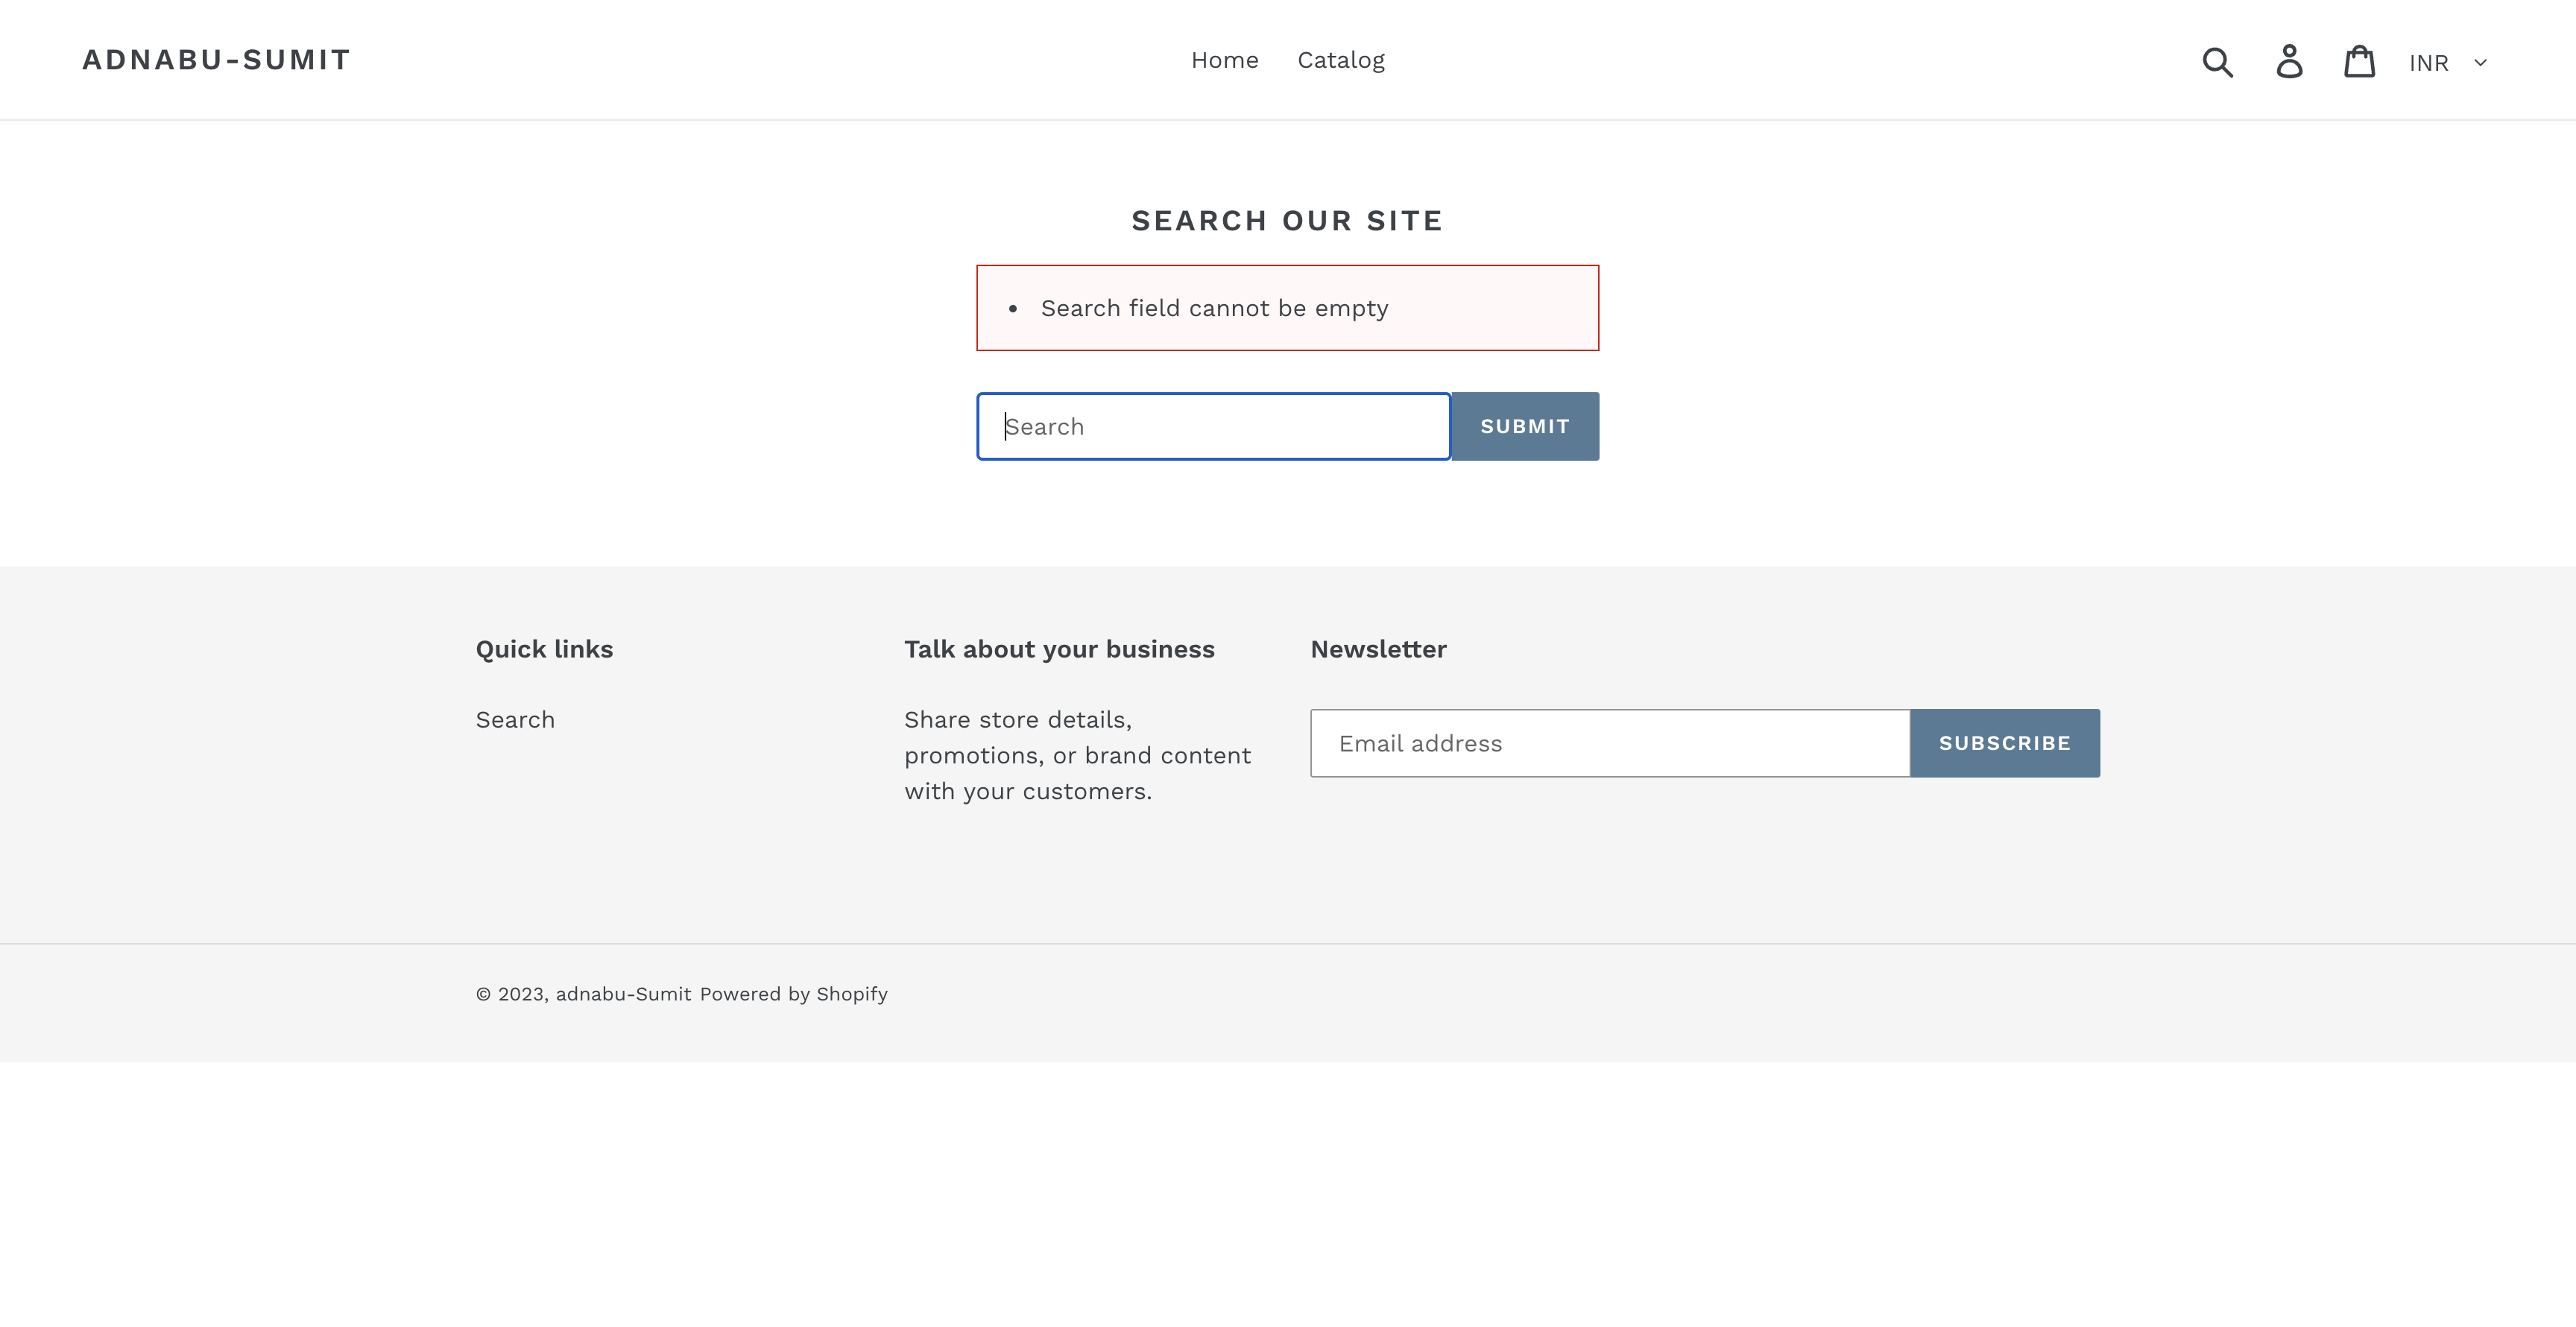 ADNABU-SUMIT
Home Catalog
INR
SEARCH OUR SITE
• Search field cannot be empty
Search
SUBMIT
Quick links
Search
Talk about your business
Share store details,
promotions, or brand content
with your customers.
Newsletter
Email address
SUBSCRIBE
© 2023, adnabu-Sumit Powered by Shopify